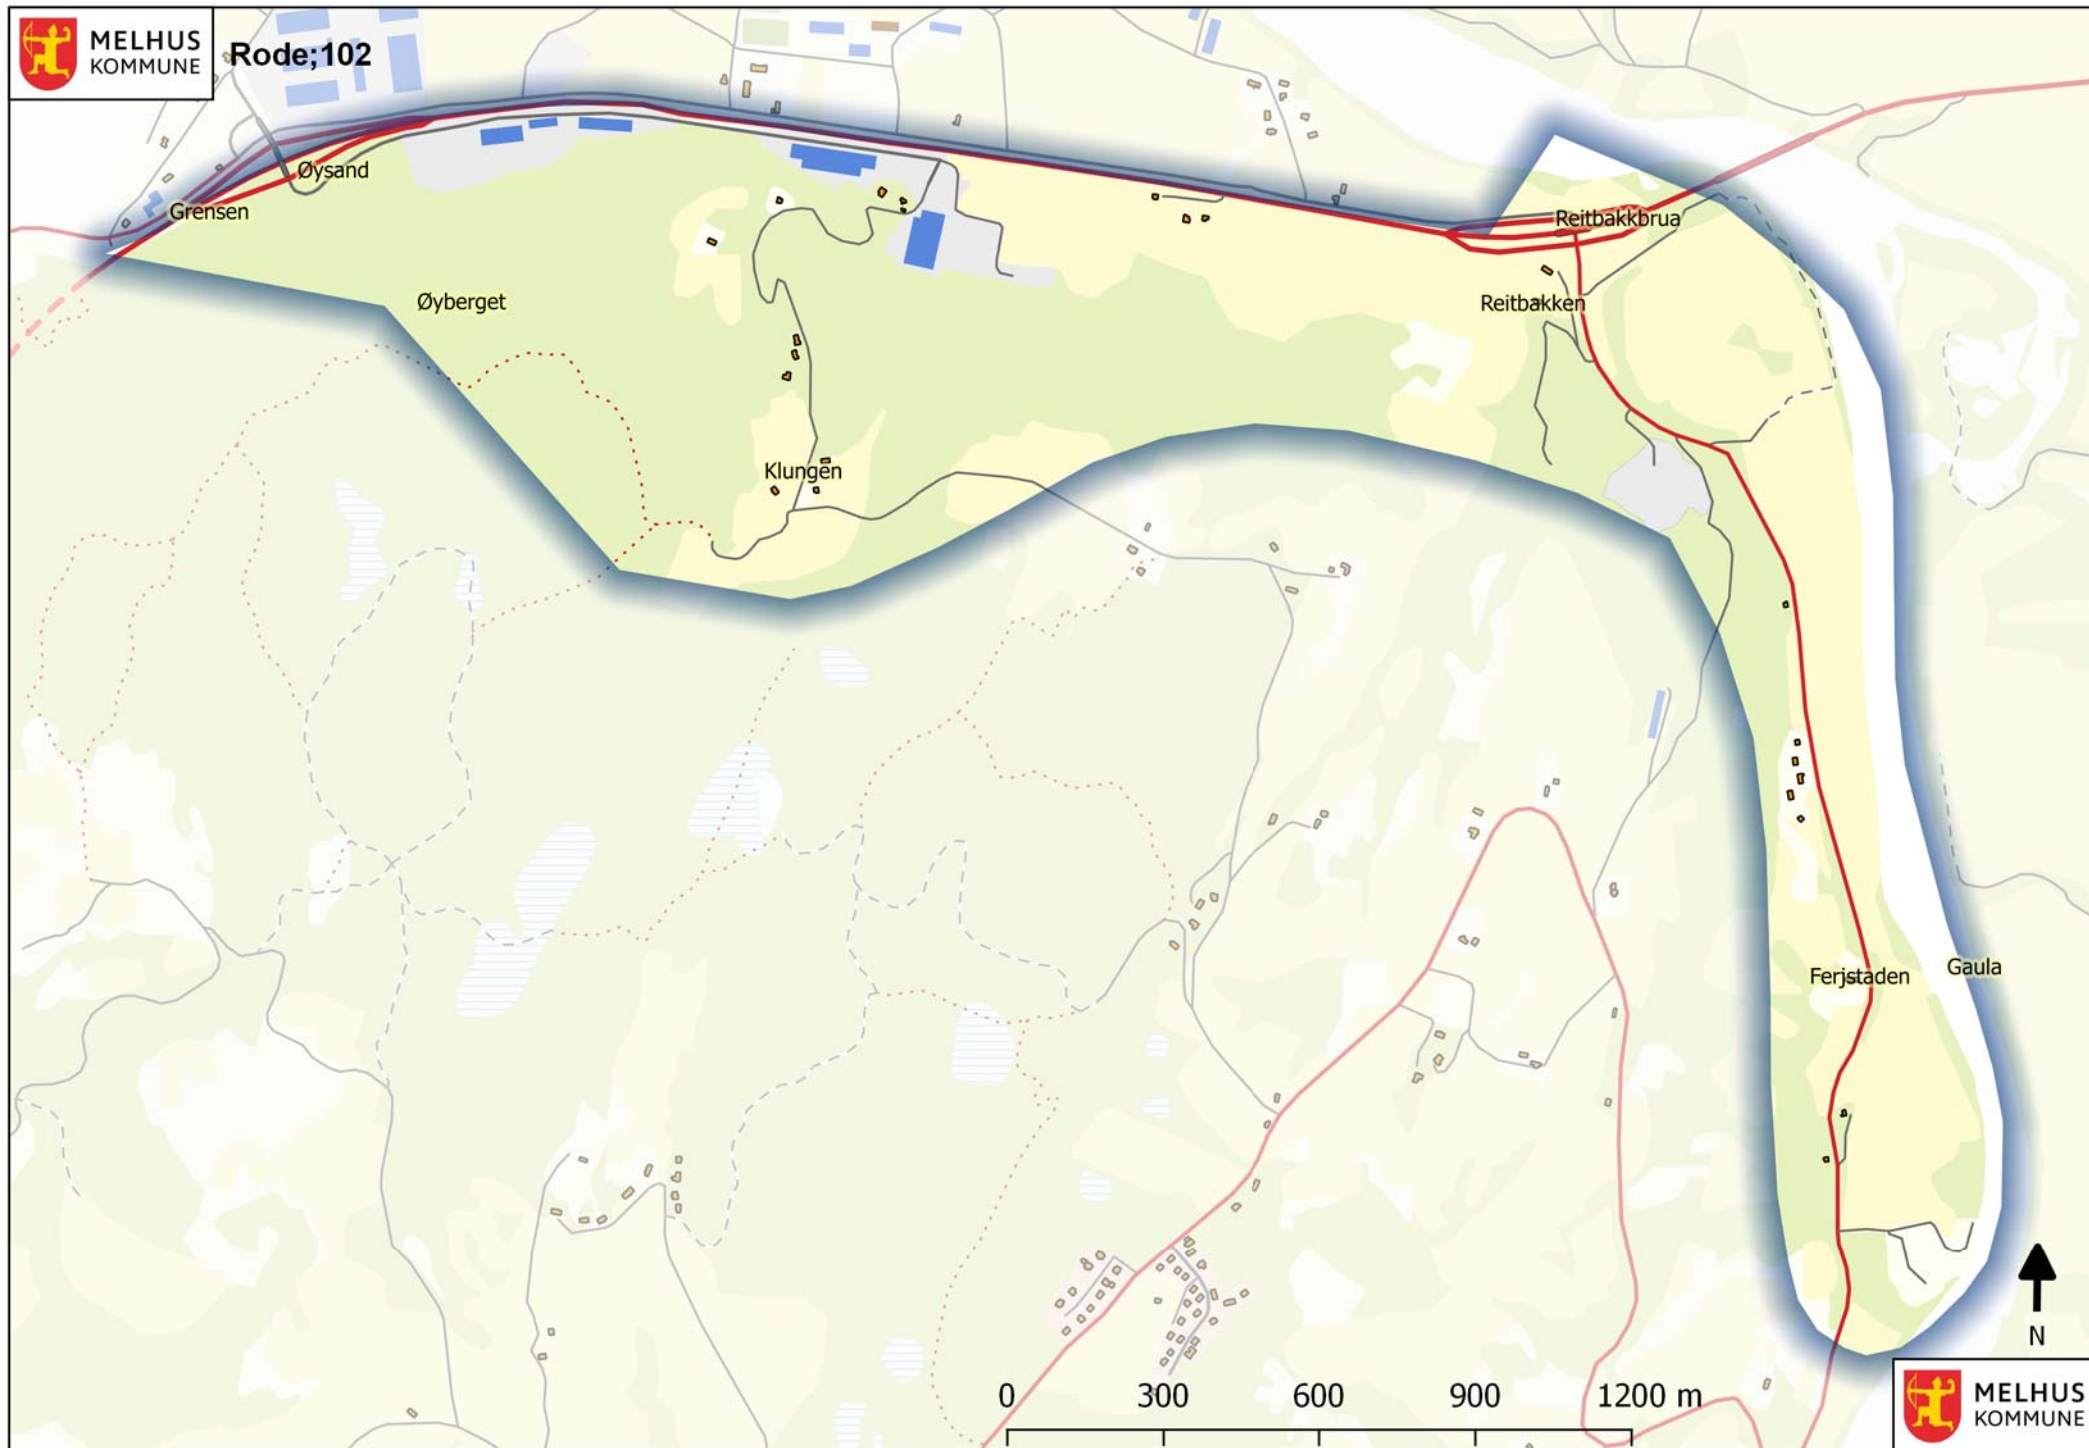 MELHUS
KOMMUNE
Rode;102
Øysand
Grensen
Reitbakkbrua
Øyberget
Reitbakken
Klungen
Ferjstaden
Gaula
N
0 300 600 900 1200 m
MELHUS
KOMMUNE